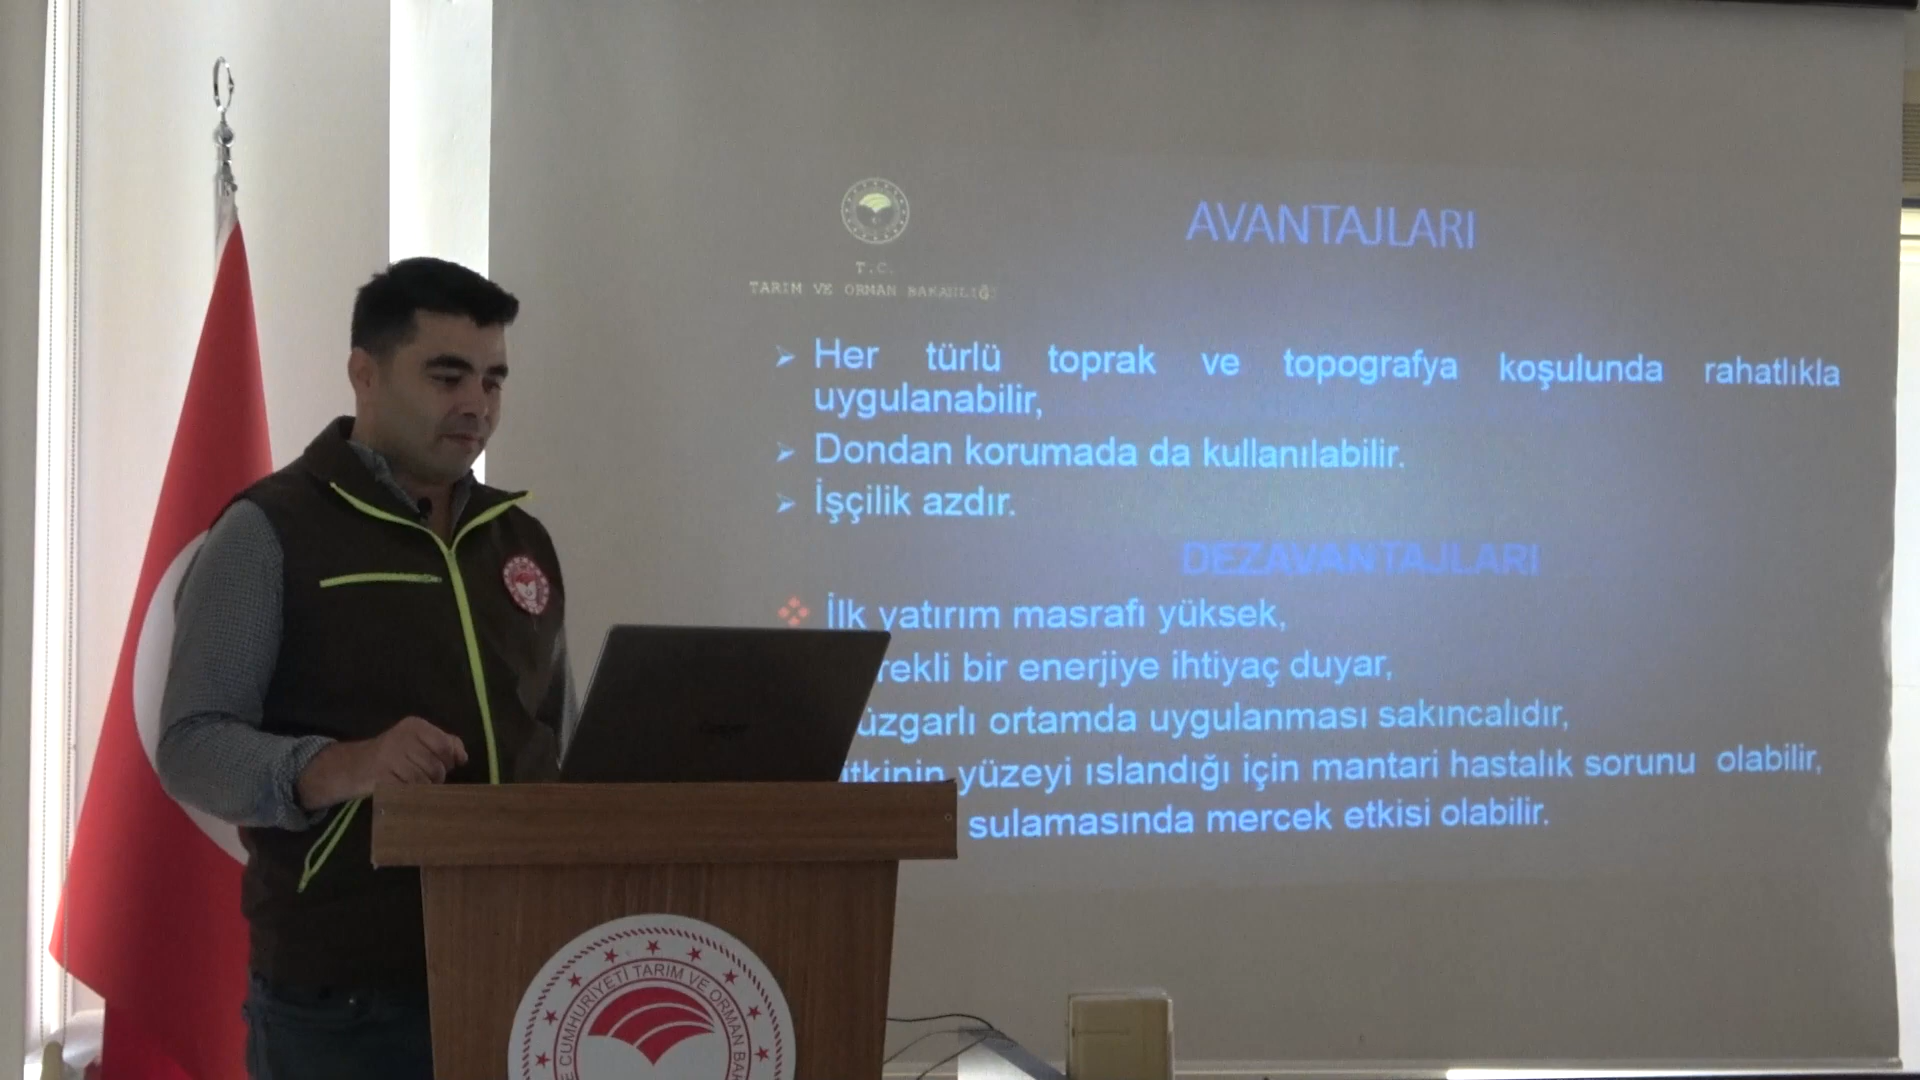 AVANTAJLARI
T.C.
TARIM VE ORMAN BAKANLIĞI
Her türlü toprak ve topografya koşulunda rahatlıkla
uygulanabilir,
Dondan korumada da kullanılabilir.
İşçilik azdır.
DEZAVANTAJLARI
İlk yatırım masrafı yüksek,
rekli bir enerjiye ihtiyaç duyar,
üzgarlı ortamda uygulanması sakıncalıdır,
itkinin yüzeyi ıslandığı için mantari hastalık sorunu olabilir,
sulamasında mercek etkisi olabilir.
E CUMHURİYETİ TARIM VE ORMAN BAK